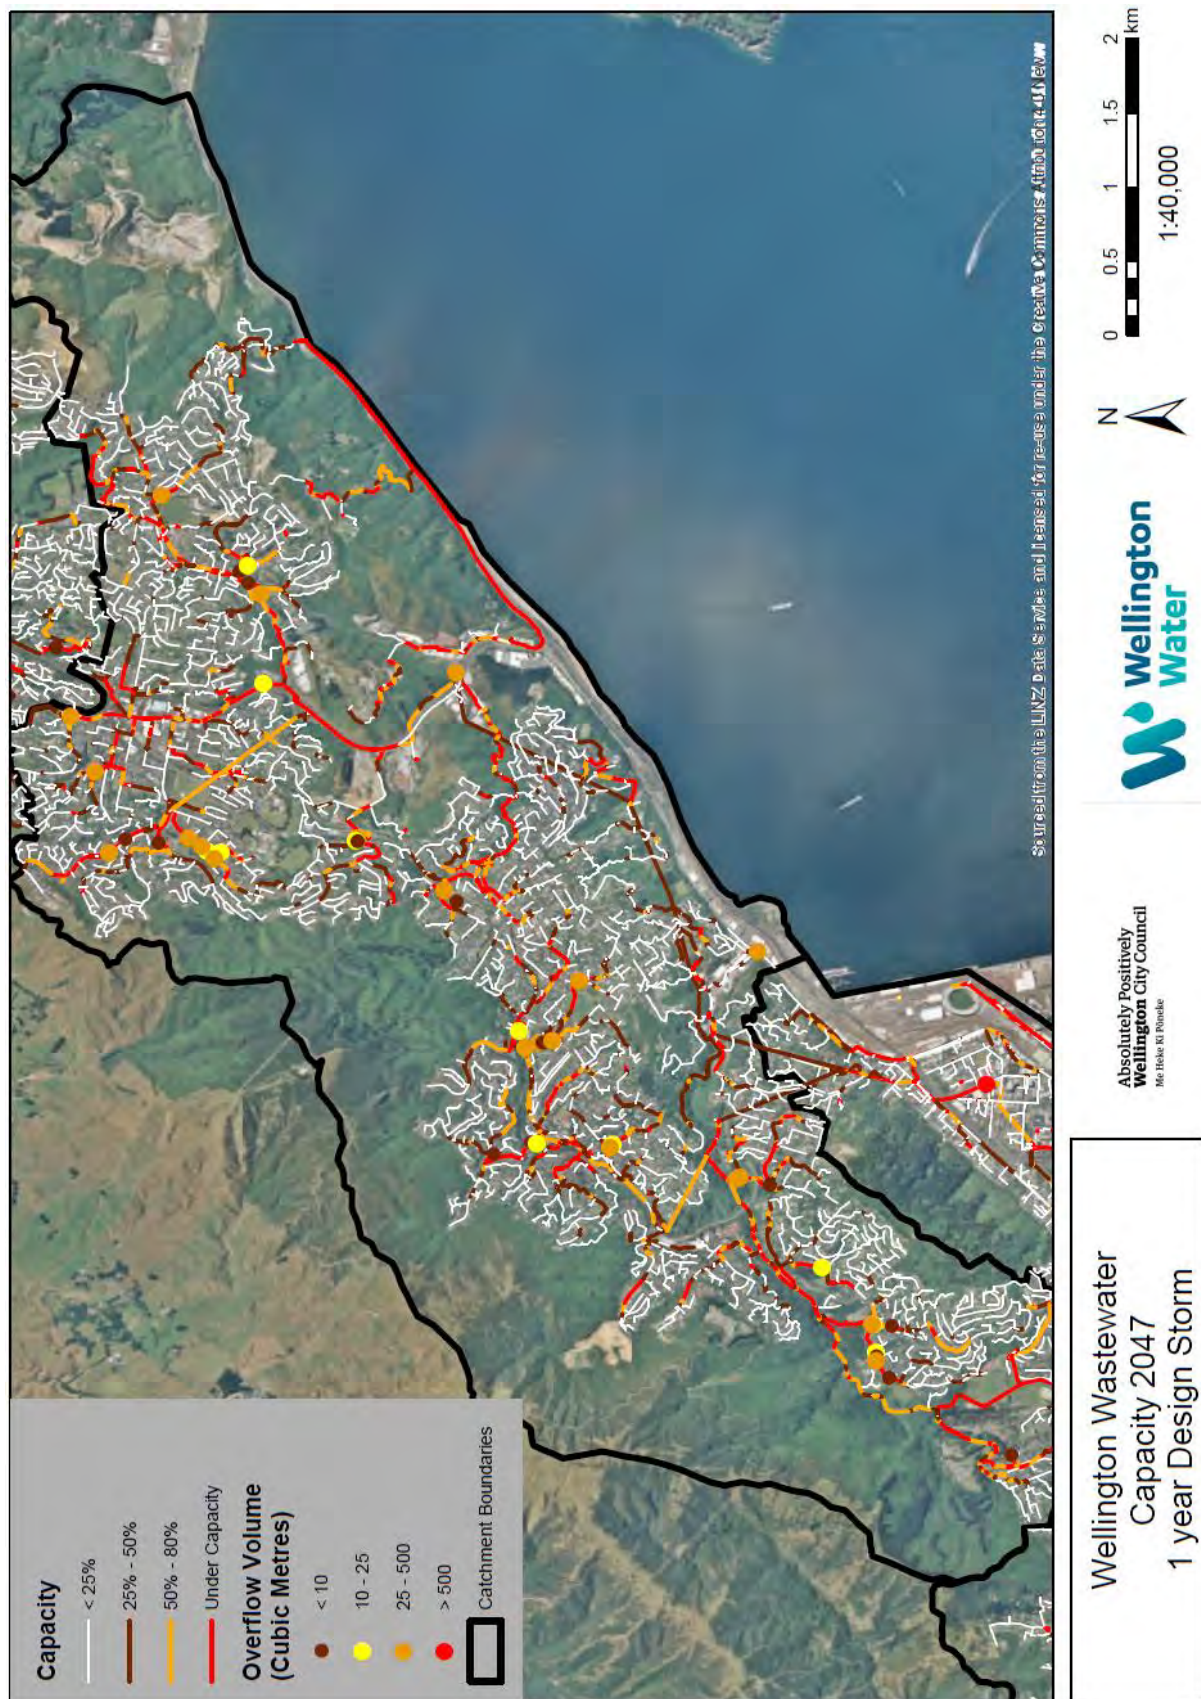 Capacity
< 25%
25% - 50%
50% - 80%
Under Capacity
Overflow Volume
(Cubic Metres)
< 10
10 - 25
25 - 500
> 500
Catchment Boundaries
Sourced from the LINZ Data Service and licensed for re-use under the Creative Commons Attribution 4.0 New
Wellington Wastewater
Capacity 2047
1 year Design Storm
Absolutely Positively
Wellington City Council
Me Heke Ki Pōneke
Wellington
Water
N
0 0.5 1 1.5 2
km
1:40,000